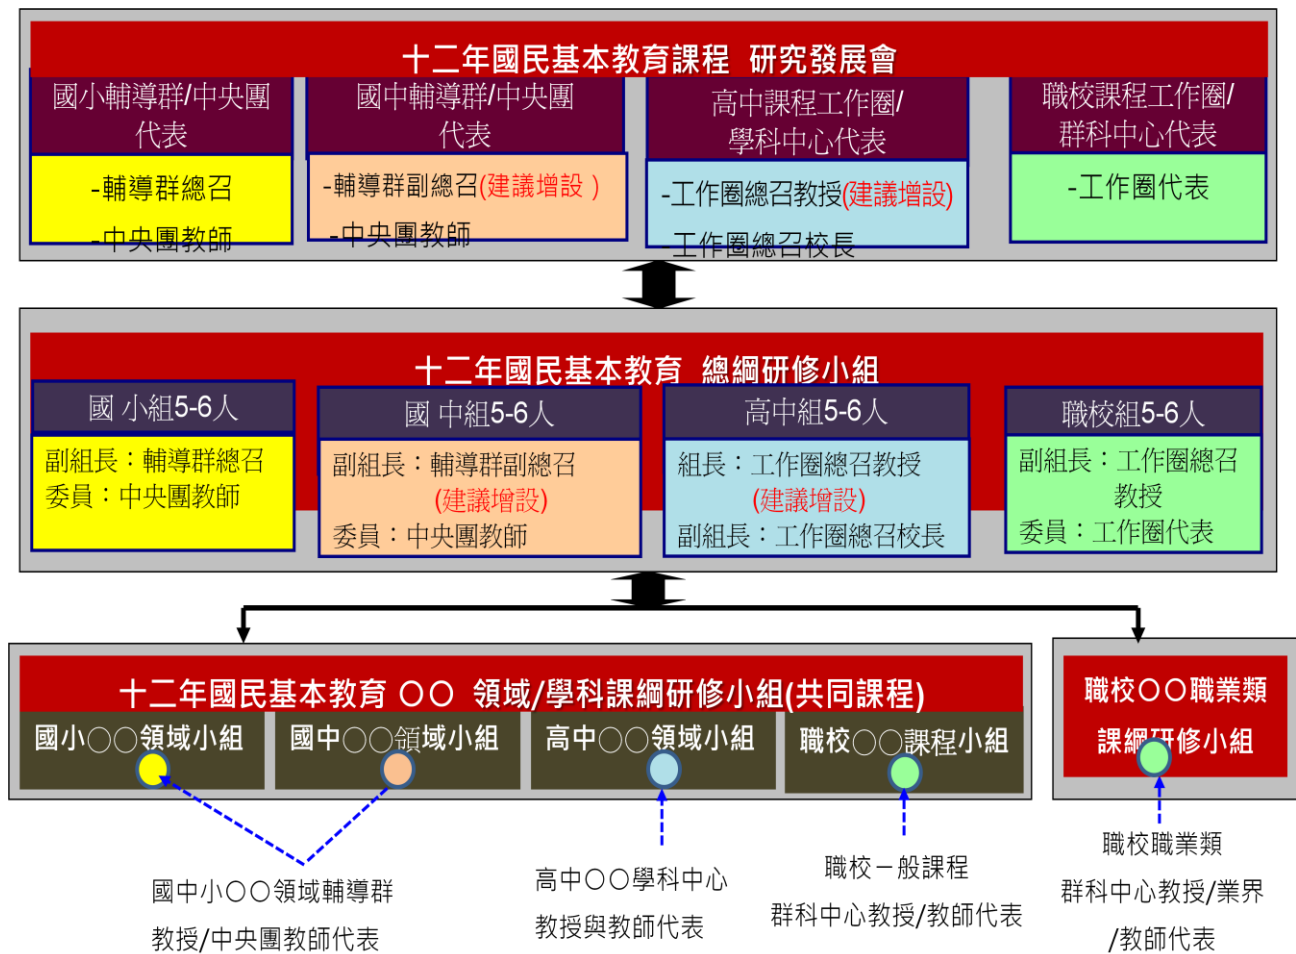 十二年國民基本教育課程 研究發展會
國小輔導群/中央團
代表
-輔導群總召
-中央團教師
國中輔導群/中央團
代表
-輔導群副總召(建議增設 )
-中央團教師
高中課程工作圈/
學科中心代表
-工作圈總召教授(建議增設)
-工作圈總召校長
職校課程工作圈/
群科中心代表
-工作圈代表
十二年國民基本教育 總綱研修小組
國 小組5-6人
副組長：輔導群總召
委員：中央團教師
國 中組5-6人
副組長：輔導群副總召
(建議增設)
委員：中央團教師
高中組5-6人
組長：工作圈總召教授
(建議增設)
副組長：工作圈總召校長
職校組5-6人
副組長：工作圈總召
教授
委員：工作圈代表
十二年國民基本教育 〇〇 領域/學科課綱研修小組(共同課程)
國小○○領域小組
國中○○領域小組
高中○○領域小組
職校○○課程小組
職校〇〇職業類
課綱研修小組
國中小〇〇領域輔導群
教授/中央團教師代表
高中〇〇學科中心
教授與教師代表
職校－般課程
群科中心教授/教師代表
職校職業類
群科中心教授/業界
/教師代表